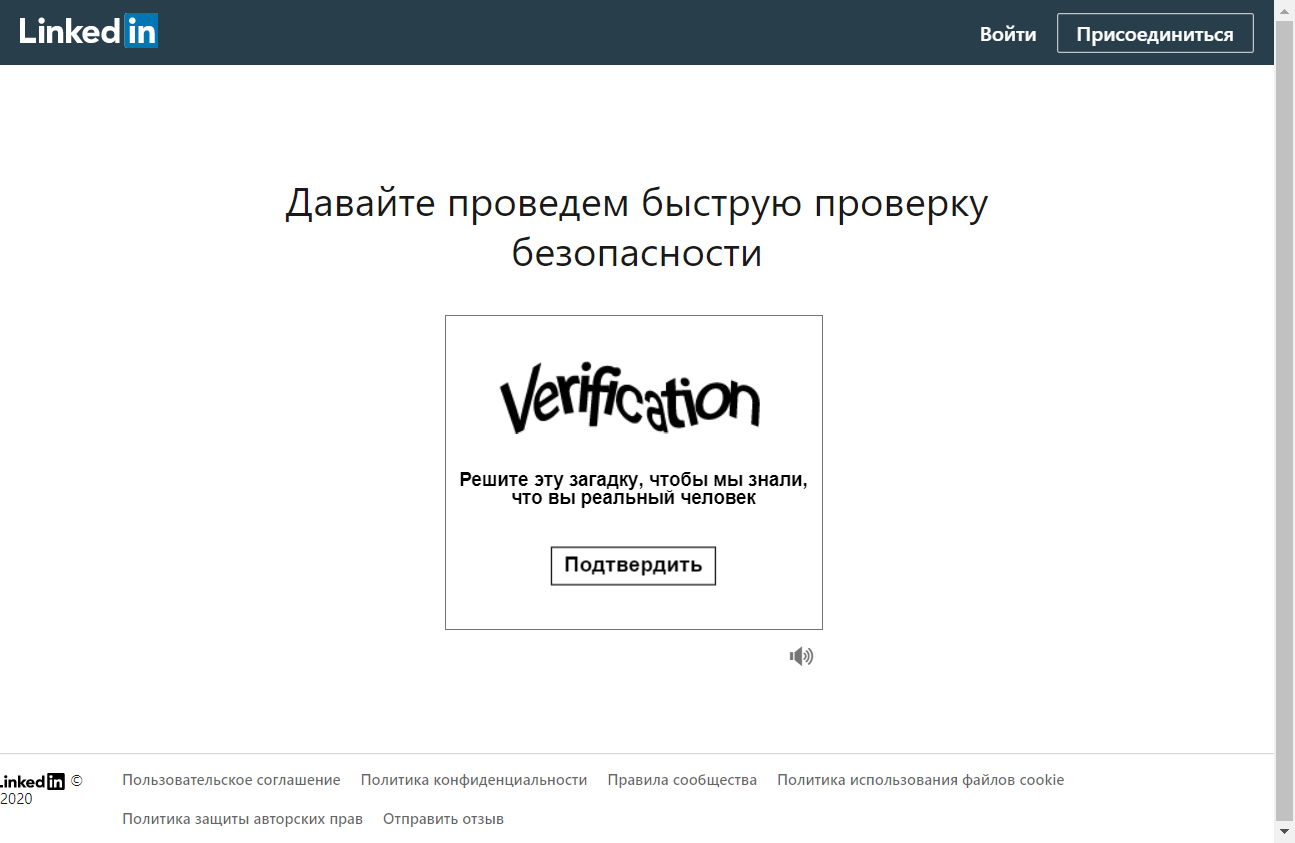 Linkedin
Войти
Присоединиться
Давайте проведем быструю проверку
безопасности
Verification
Решите эту загадку, чтобы мы знали,
что вы реальный человек
Подтвердить
Linkedin ©
2020
Пользовательское соглашение
Политика конфиденциальности
Правила сообщества
Политика использования файлов cookie
Политика защиты авторских прав
Отправить отзыв